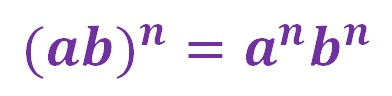 (ab)ⁿ = aⁿbⁿ